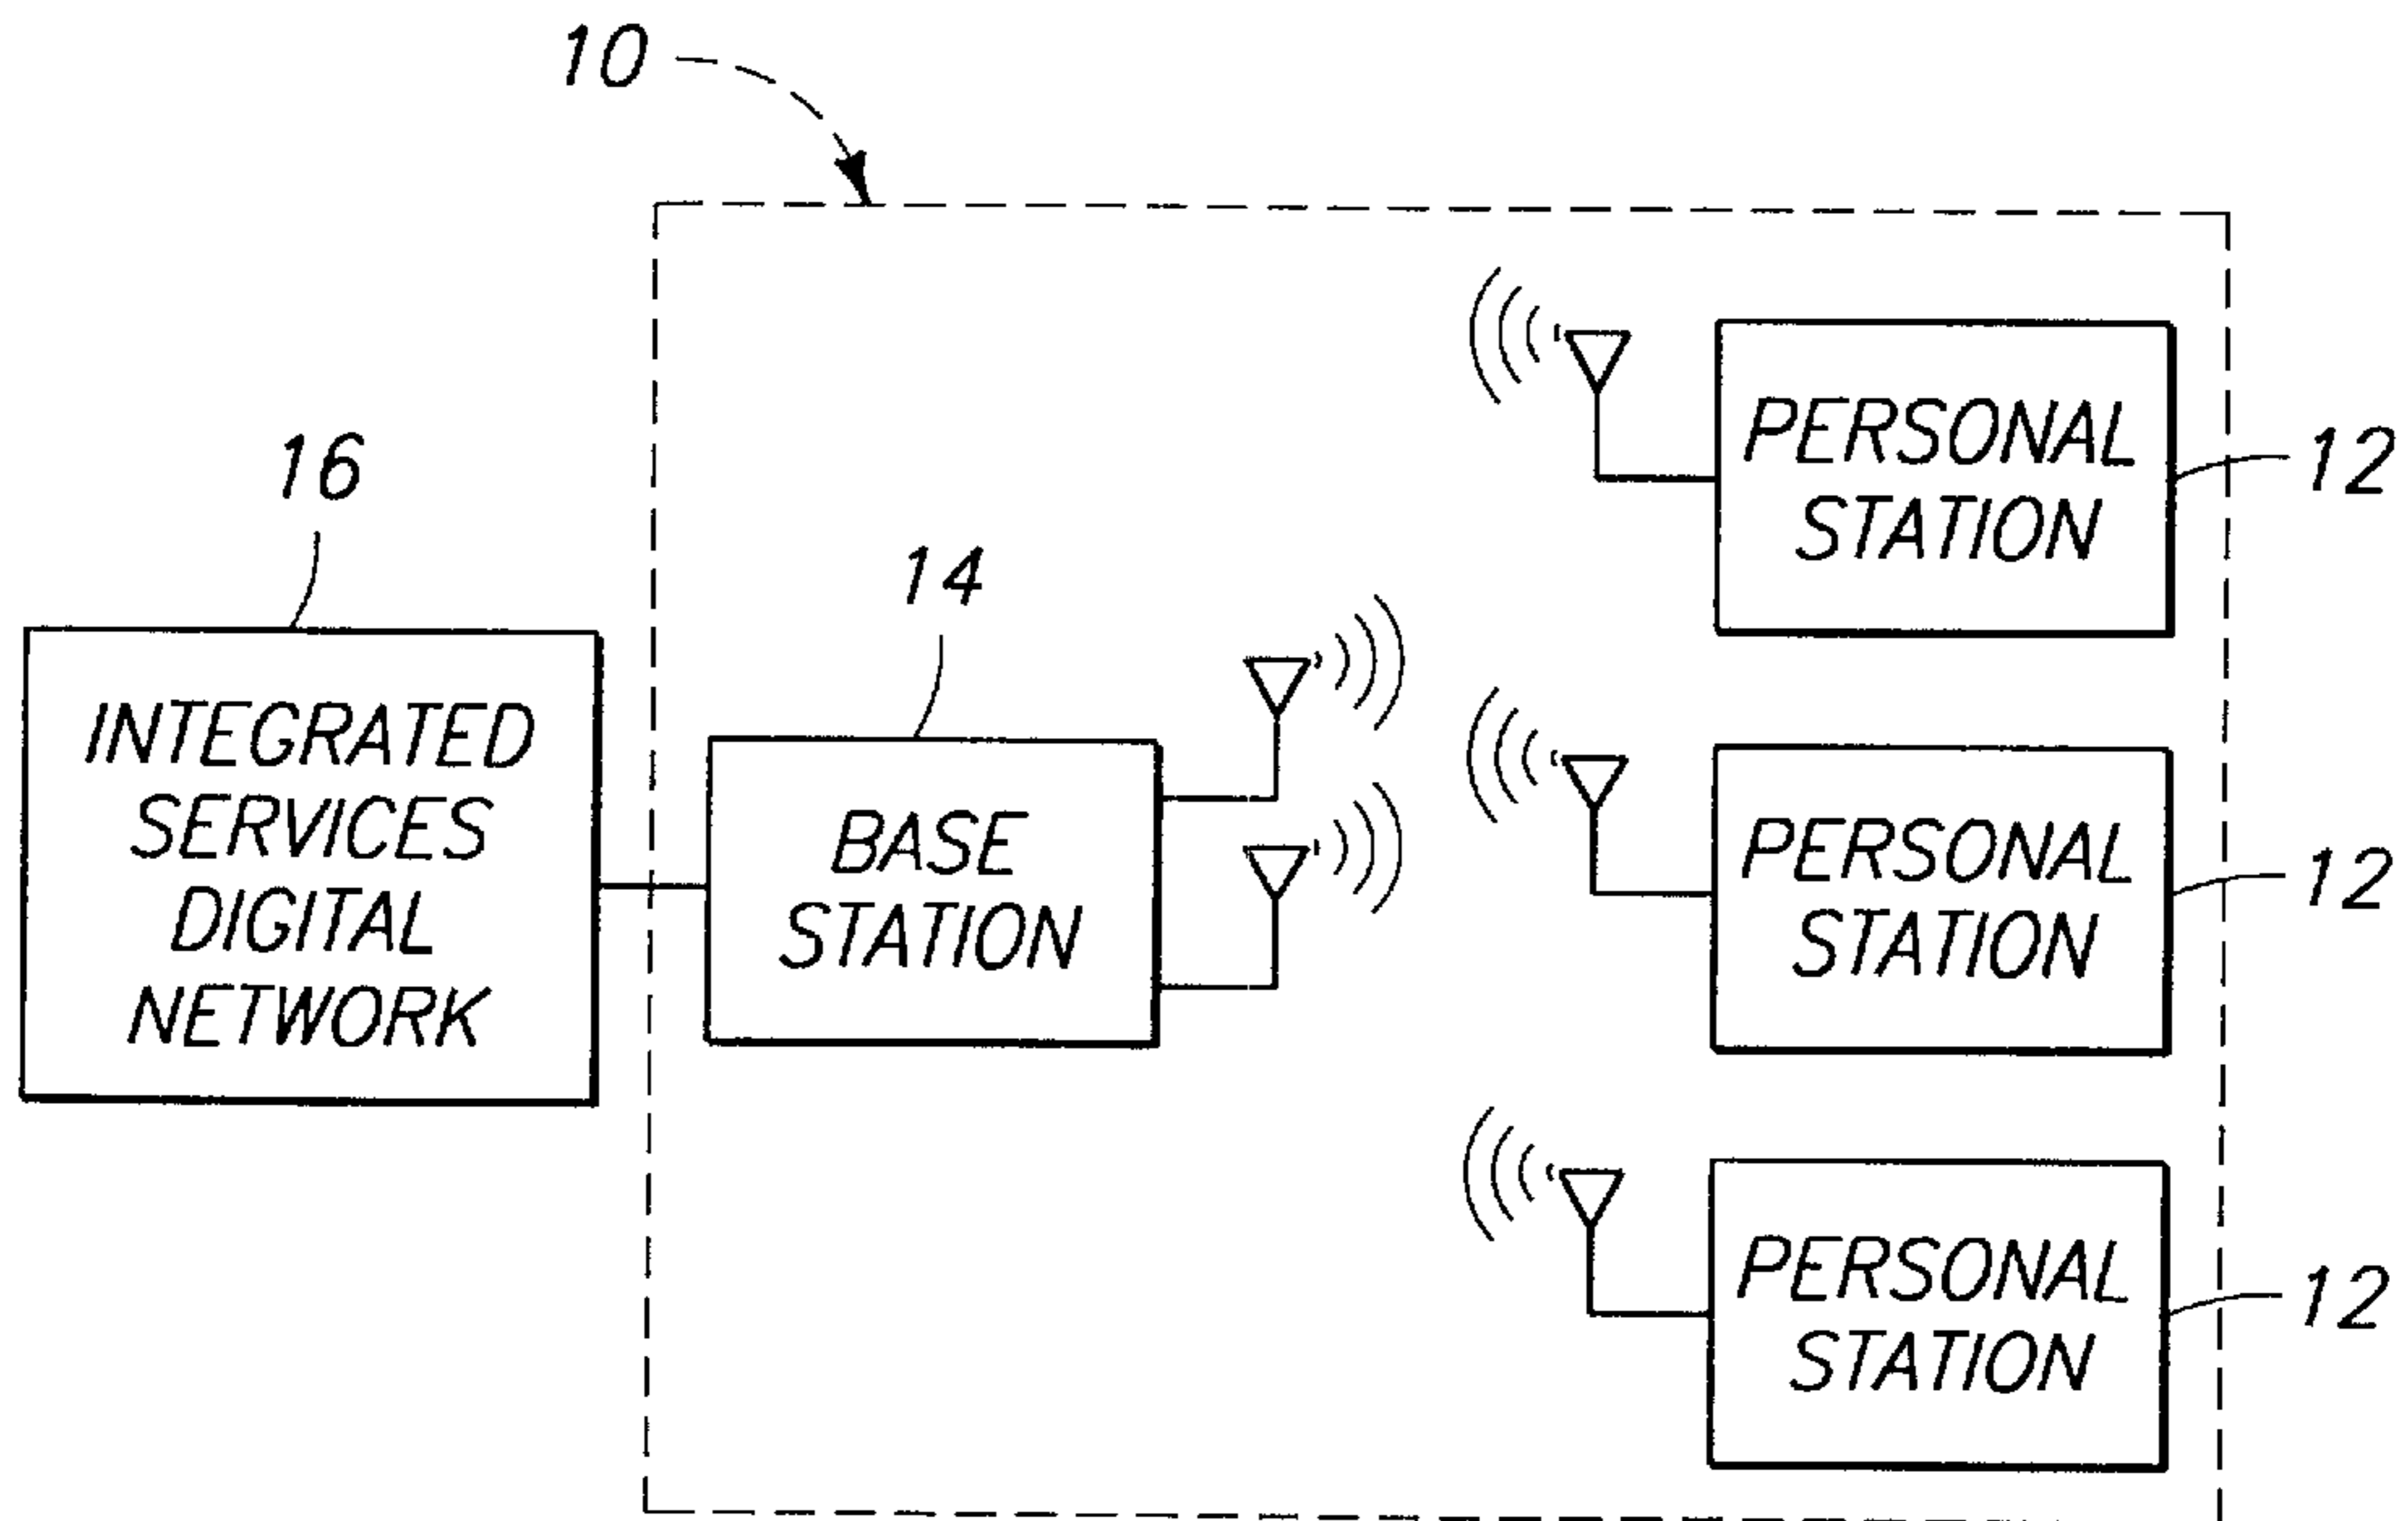 10
16
INTEGRATED
SERVICES
DIGITAL
NETWORK
14
BASE
STATION
PERSONAL
STATION
12
PERSONAL
STATION
12
PERSONAL
STATION
12